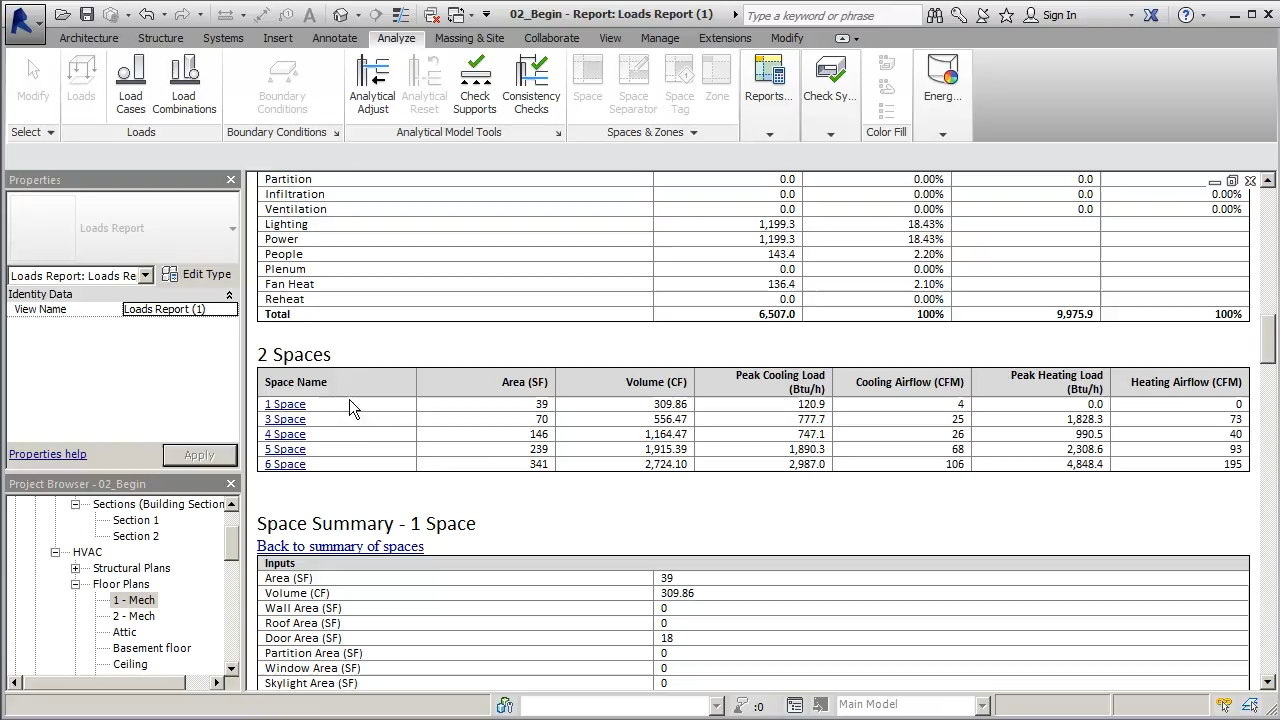 02_Begin - Report: Loads Report (1)
Type a keyword or phrase
Sign In
Architecture Structure Systems Insert Annotate Analyze Massing & Site Collaborate View Manage Extensions Modify
Modify Loads Load Cases Load Combinations Boundary Conditions Analytical Adjust Analytical Reset Check Supports Consistency Checks Space Space Separator Space Tag Zone Reports... Check Sy... Energ...
Select Loads Boundary Conditions Analytical Model Tools Spaces & Zones Color Fill
Properties
Loads Report
Loads Report: Loads Re Edit Type
Identity Data
View Name Loads Report (1)
Properties help Apply
Project Browser - 02_Begin
Sections (Building Section
Section 1
Section 2
HVAC
Structural Plans
Floor Plans
1 - Mech
2 - Mech
Attic
Basement floor
Ceiling
Partition 0.0 0.00% 0.0
Infiltration 0.0 0.00% 0.0 0.00%
Ventilation 0.0 0.00% 0.0 0.00%
Lighting 1,199.3 18.43%
Power 1,199.3 18.43%
People 143.4 2.20%
Plenum 0.0 0.00%
Fan Heat 136.4 2.10%
Reheat 0.0 0.00%
Total 6,507.0 100% 9,975.9 100%
2 Spaces
Space Name Area (SF) Volume (CF) Peak Cooling Load (Btu/h) Cooling Airflow (CFM) Peak Heating Load (Btu/h) Heating Airflow (CFM)
1 Space 39 309.86 120.9 4 0.0 0
3 Space 70 556.47 777.7 25 1,828.3 73
4 Space 146 1,164.47 747.1 26 990.5 40
5 Space 239 1,915.39 1,890.3 68 2,308.6 93
6 Space 341 2,724.10 2,987.0 106 4,848.4 195
Space Summary - 1 Space
Back to summary of spaces
Inputs
Area (SF) 39
Volume (CF) 309.86
Wall Area (SF) 0
Roof Area (SF) 0
Door Area (SF) 18
Partition Area (SF) 0
Window Area (SF) 0
Skylight Area (SF) 0
:0
Main Model